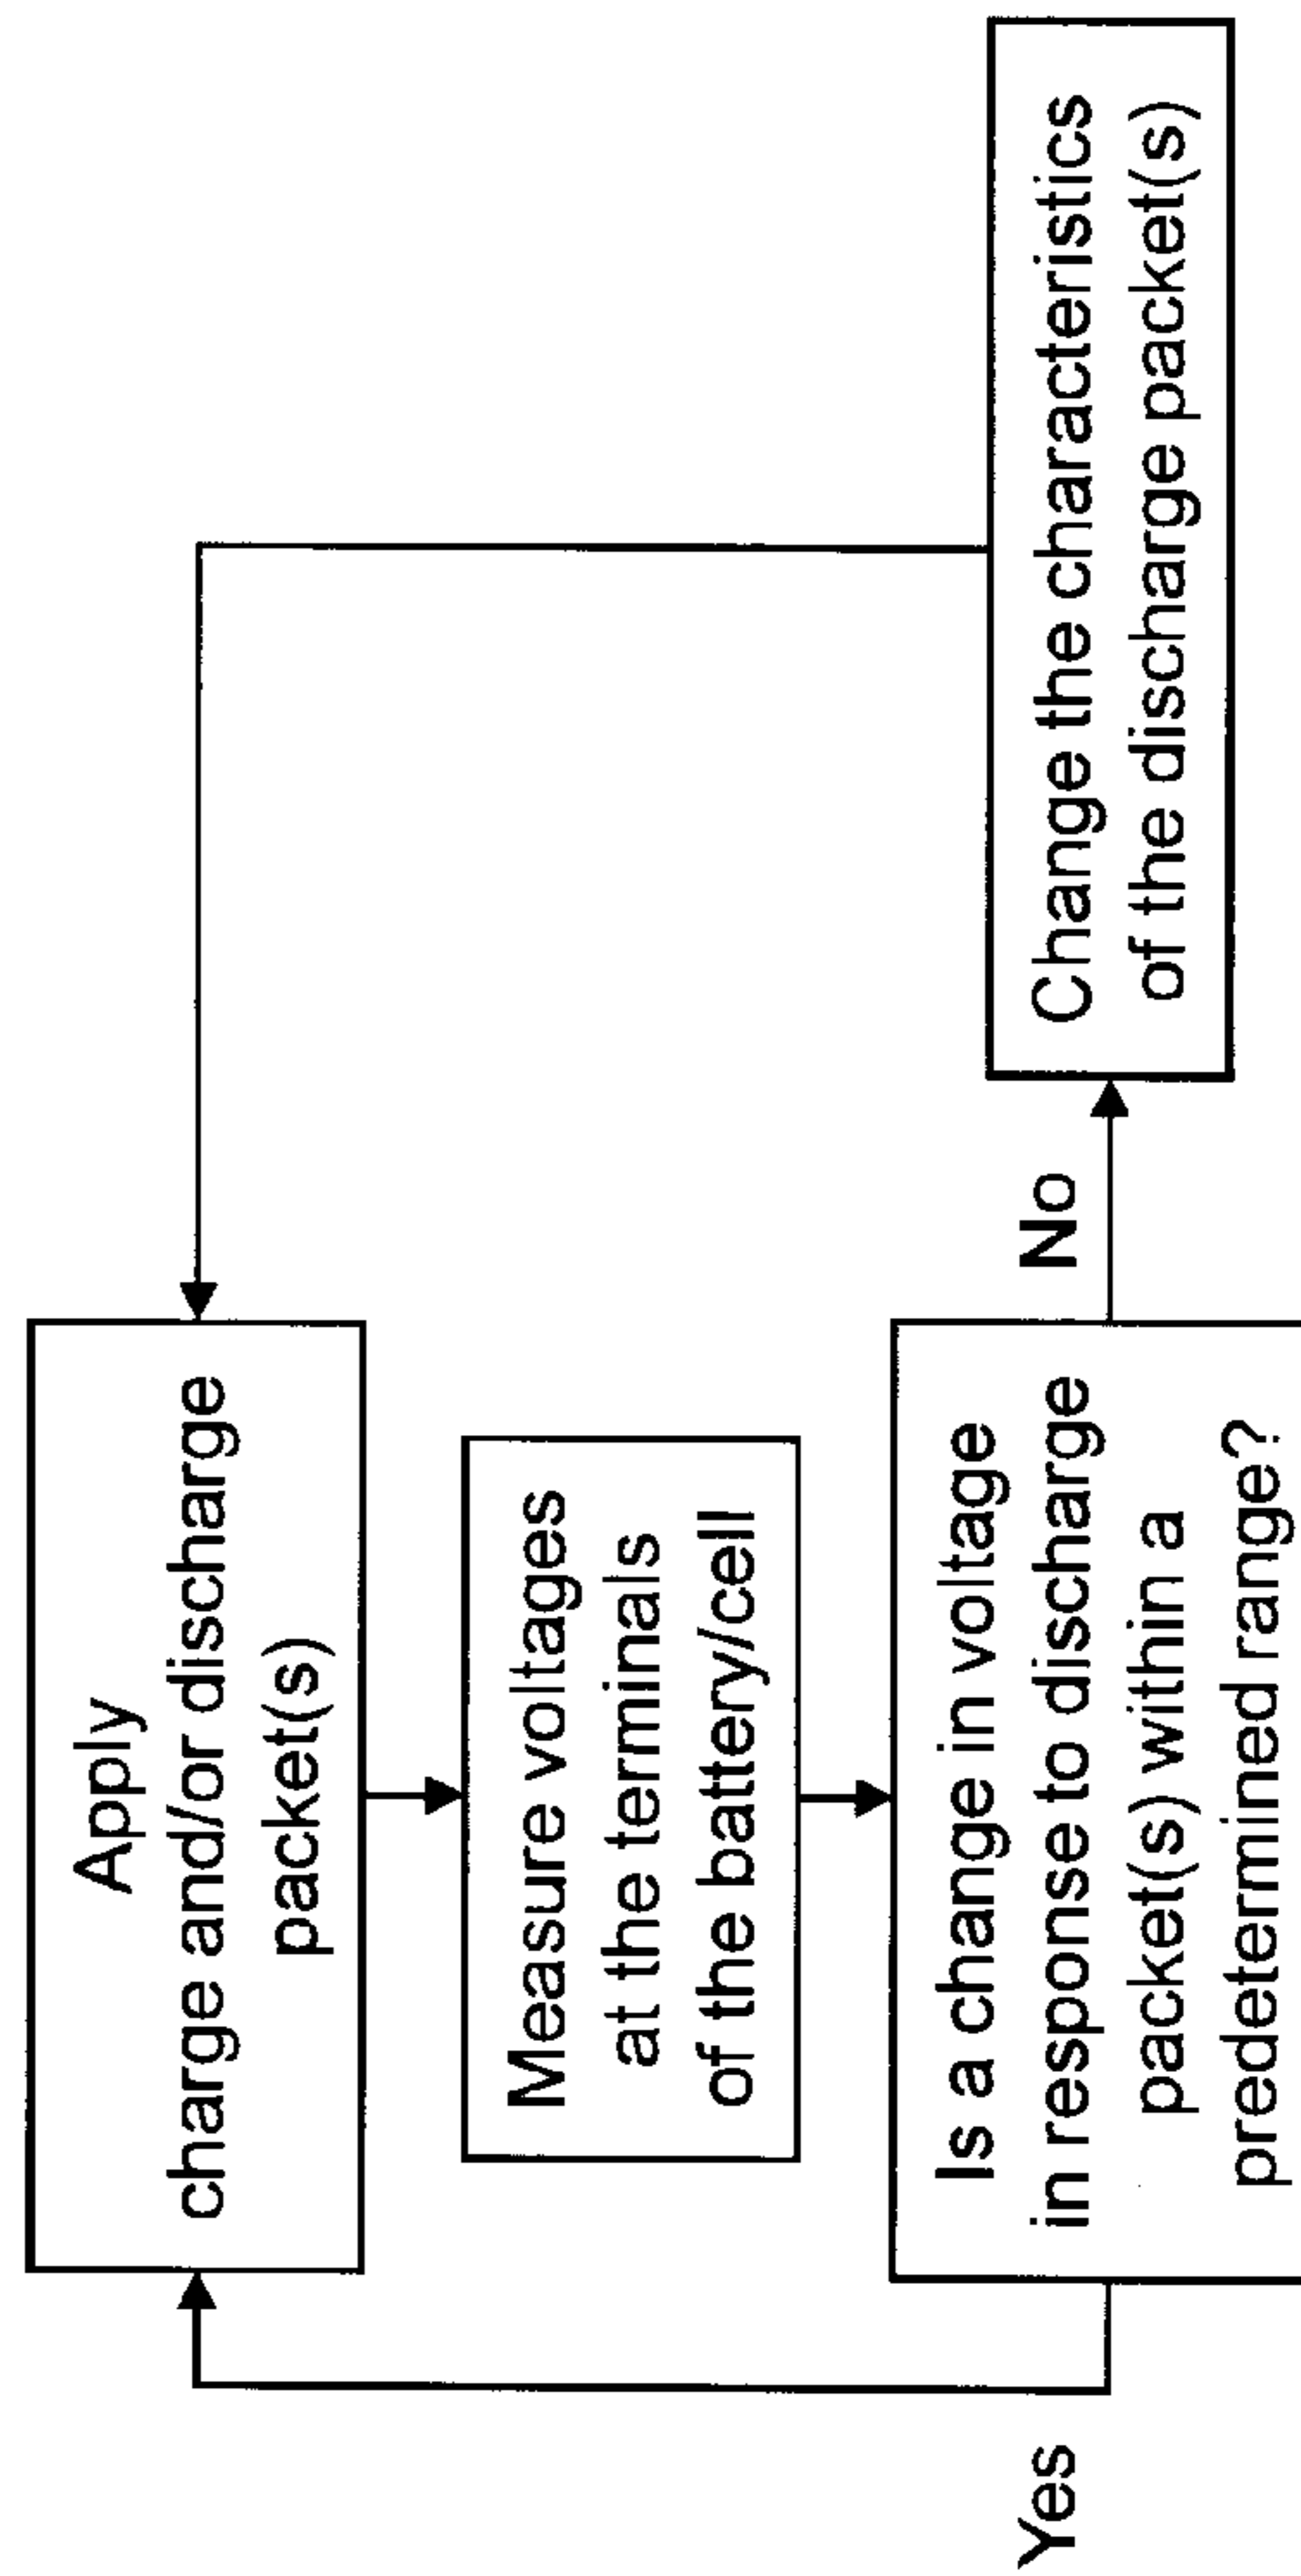 Apply
charge and/or discharge
packet(s)
Measure voltages
at the terminals
of the battery/cell
Is a change in voltage
in response to discharge
packet(s) within a
predetermined range?
Yes
No
Change the characteristics
of the discharge packet(s)